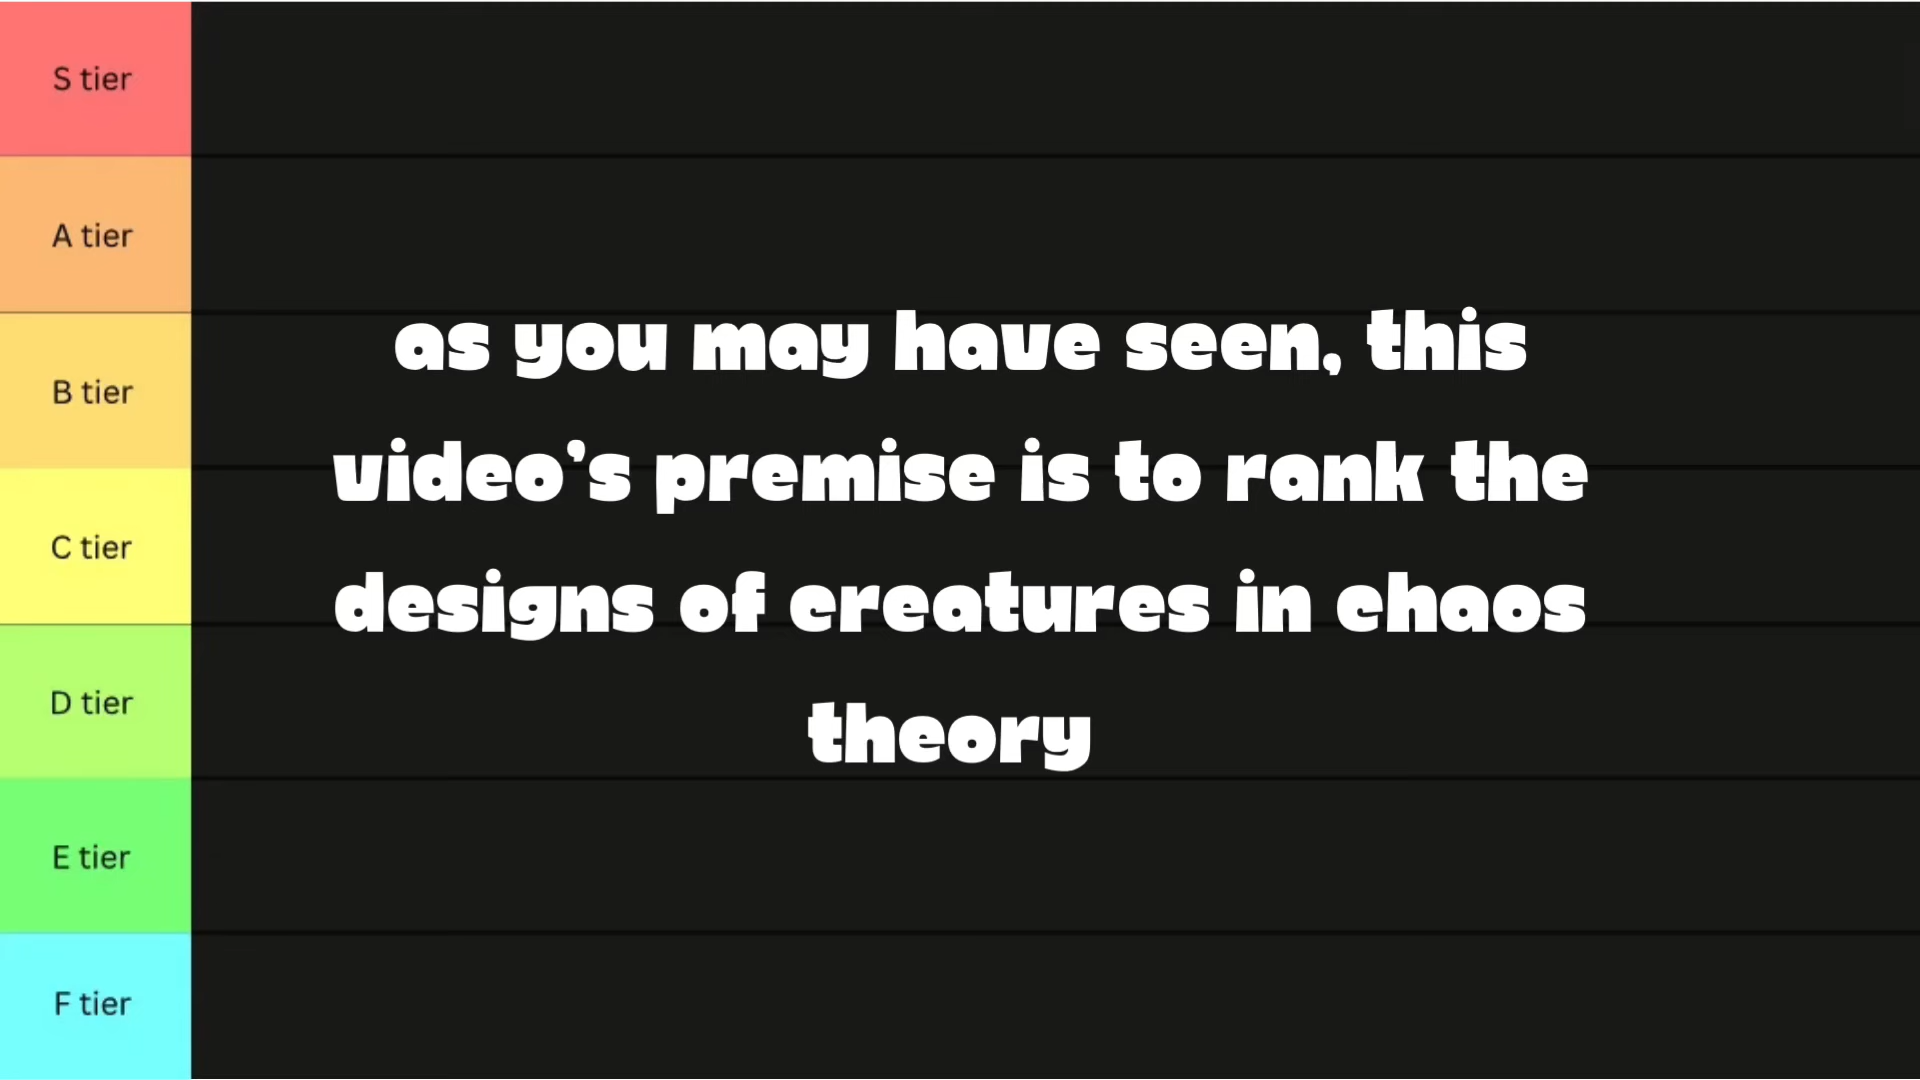 S tier
A tier
B tier
C tier
D tier
E tier
F tier
as you may have seen, this
video's premise is to rank the
designs of creatures in chaos
theory